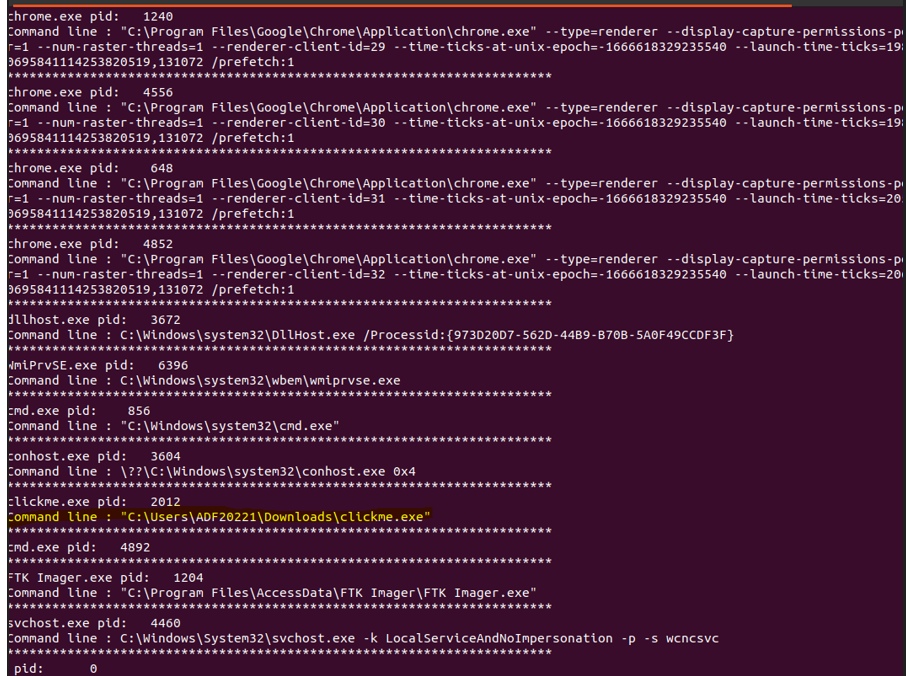 chrome.exe pid:   1240
Command line : "C:\Program Files\Google\Chrome\Application\chrome.exe" --type=renderer --display-capture-permissions-po
r=1 --num-raster-threads=1 --renderer-client-id=29 --time-ticks-at-unix-epoch=-1666618329235540 --launch-time-ticks=198
0695841114253820519,131072 /prefetch:1
************************************************************************
chrome.exe pid:   4556
Command line : "C:\Program Files\Google\Chrome\Application\chrome.exe" --type=renderer --display-capture-permissions-po
r=1 --num-raster-threads=1 --renderer-client-id=30 --time-ticks-at-unix-epoch=-1666618329235540 --launch-time-ticks=198
0695841114253820519,131072 /prefetch:1
************************************************************************
chrome.exe pid:    648
Command line : "C:\Program Files\Google\Chrome\Application\chrome.exe" --type=renderer --display-capture-permissions-po
r=1 --num-raster-threads=1 --renderer-client-id=31 --time-ticks-at-unix-epoch=-1666618329235540 --launch-time-ticks=20
0695841114253820519,131072 /prefetch:1
************************************************************************
chrome.exe pid:   4852
Command line : "C:\Program Files\Google\Chrome\Application\chrome.exe" --type=renderer --display-capture-permissions-po
r=1 --num-raster-threads=1 --renderer-client-id=32 --time-ticks-at-unix-epoch=-1666618329235540 --launch-time-ticks=206
0695841114253820519,131072 /prefetch:1
************************************************************************
dllhost.exe pid:   3672
Command line : C:\Windows\system32\DllHost.exe /Processid:{973D20D7-562D-44B9-B70B-5A0F49CCDF3F}
************************************************************************
WmiPrvSE.exe pid:   6396
Command line : C:\Windows\system32\wbem\wmiprvse.exe
************************************************************************
cmd.exe pid:    856
Command line : "C:\Windows\system32\cmd.exe"
************************************************************************
conhost.exe pid:   3604
Command line : \??\C:\Windows\system32\conhost.exe 0x4
************************************************************************
clickme.exe pid:   2012
Command line : "C:\Users\ADF20221\Downloads\clickme.exe"
************************************************************************
cmd.exe pid:   4892
************************************************************************
FTK Imager.exe pid:   1204
Command line : "C:\Program Files\AccessData\FTK Imager\FTK Imager.exe"
************************************************************************
svchost.exe pid:   4460
Command line : C:\Windows\System32\svchost.exe -k LocalServiceAndNoImpersonation -p -s wcncsvc
************************************************************************
pid:      0